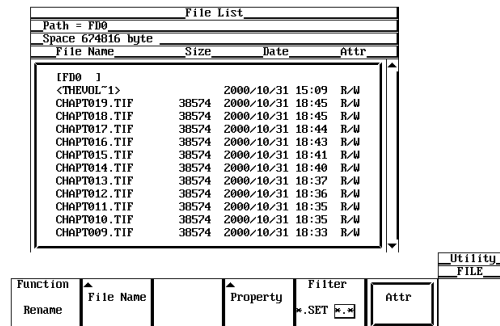 File List
Path = FD0
Space 674816 byte
File Name Size Date Attr
[FD0 ]
<THEVOL~1> 2000/10/31 15:09 R/W
CHAPT019.TIF 38574 2000/10/31 18:45 R/W
CHAPT018.TIF 38574 2000/10/31 18:45 R/W
CHAPT017.TIF 38574 2000/10/31 18:44 R/W
CHAPT016.TIF 38574 2000/10/31 18:43 R/W
CHAPT015.TIF 38574 2000/10/31 18:41 R/W
CHAPT014.TIF 38574 2000/10/31 18:40 R/W
CHAPT013.TIF 38574 2000/10/31 18:37 R/W
CHAPT012.TIF 38574 2000/10/31 18:36 R/W
CHAPT011.TIF 38574 2000/10/31 18:35 R/W
CHAPT010.TIF 38574 2000/10/31 18:35 R/W
CHAPT009.TIF 38574 2000/10/31 18:33 R/W
Utility
FILE
Function
Rename
File Name
Property
Filter
*.SET *.*
Attr